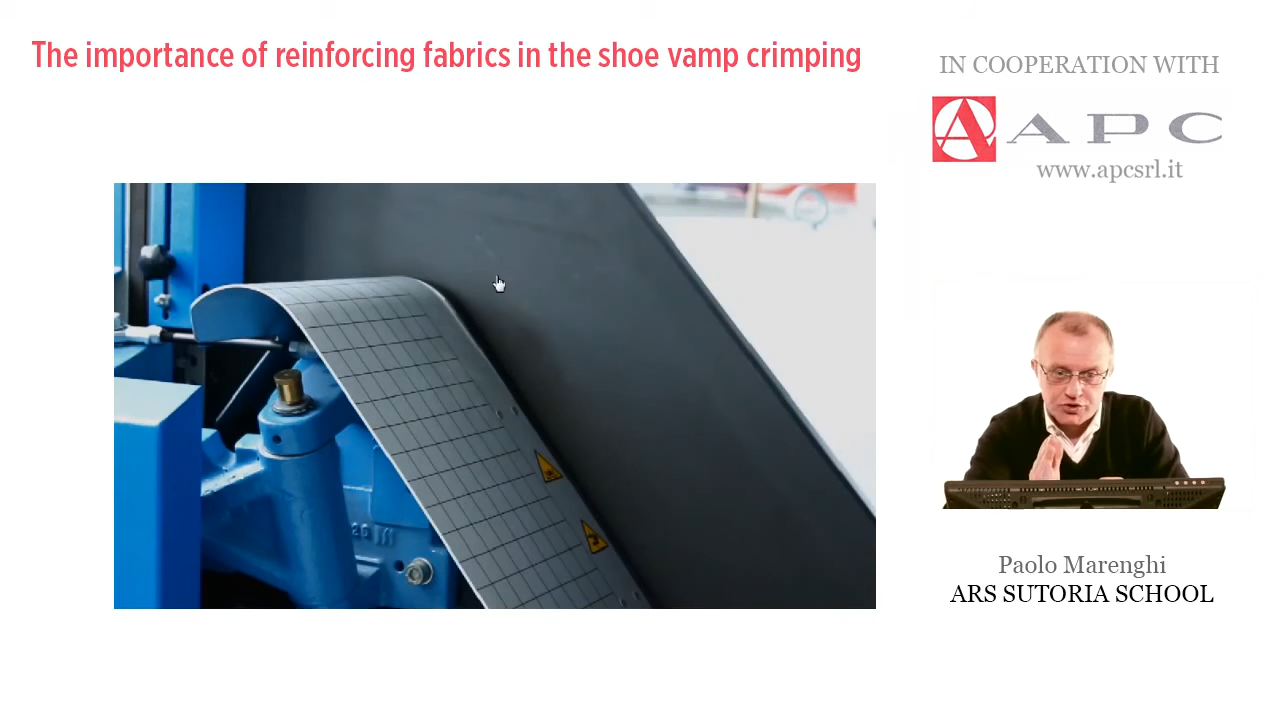 The importance of reinforcing fabrics in the shoe vamp crimping
IN COOPERATION WITH
A APC
www.apcsrl.it
Paolo Marenghi
ARS SUTORIA SCHOOL